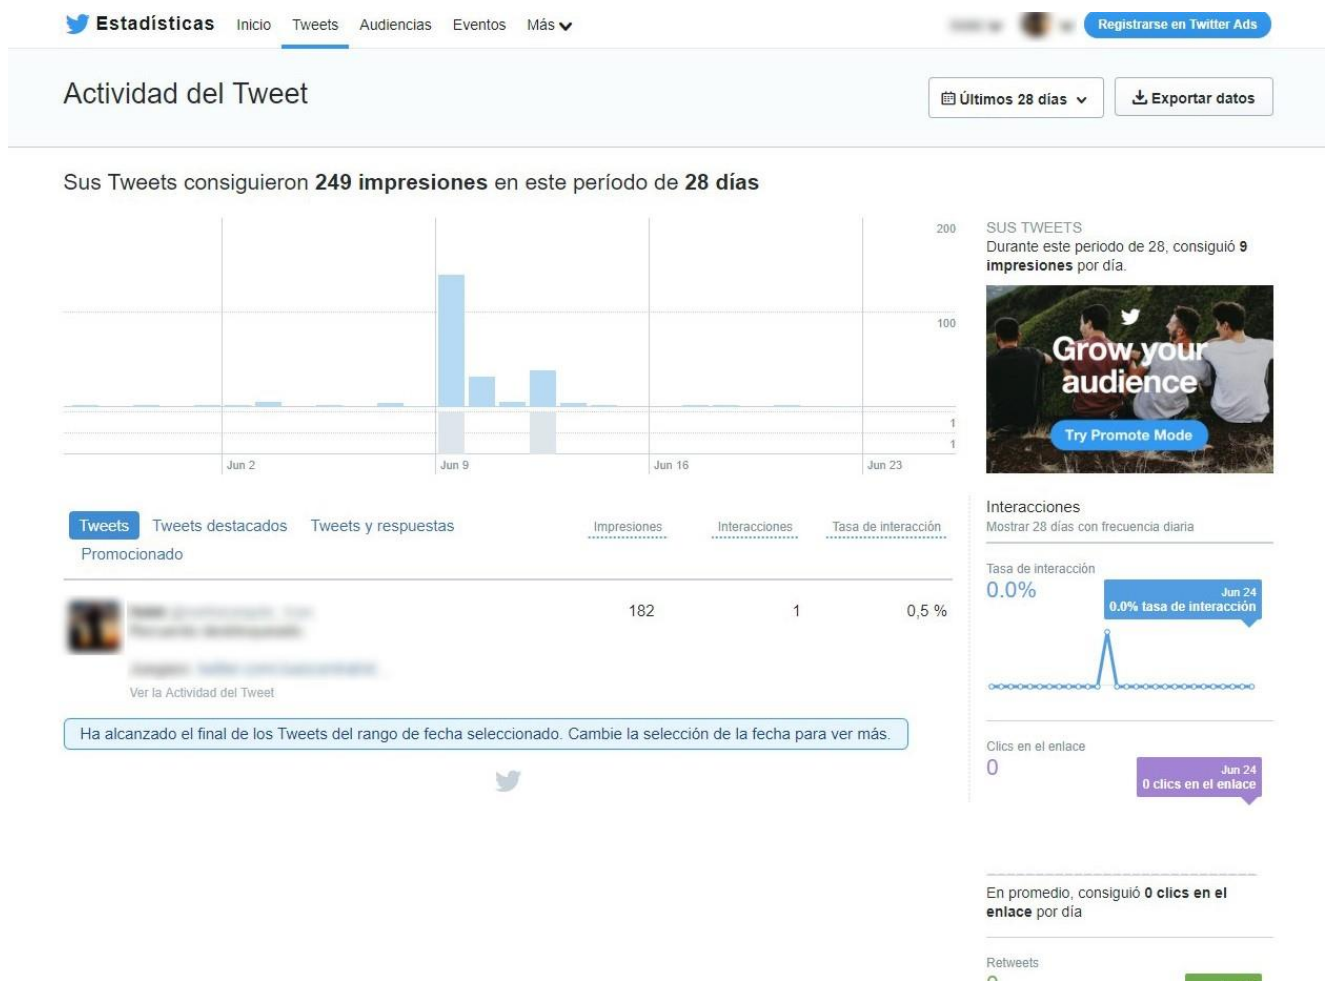 Estadísticas Inicio Tweets Audiencias Eventos Más Registrarse en Twitter Ads
Actividad del Tweet
Últimos 28 días
Exportar datos
Sus Tweets consiguieron 249 impresiones en este período de 28 días
200
100
1
1
Jun 2 Jun 9 Jun 16 Jun 23
SUS TWEETS
Durante este periodo de 28, consiguió 9
impresiones por día.
Grow your
audience
Try Promote Mode
Tweets Tweets destacados Tweets y respuestas
Promocionado
Impresiones Interacciones Tasa de interacción
182 1 0,5 %
Ver la Actividad del Tweet
Ha alcanzado el final de los Tweets del rango de fecha seleccionado. Cambie la selección de la fecha para ver más.
Interacciones
Mostrar 28 días con frecuencia diaria
Tasa de interacción
0.0%
Jun 24
0.0% tasa de interacción
Clics en el enlace
0
Jun 24
0 clics en el enlace
En promedio, consiguió 0 clics en el
enlace por día
Retweets